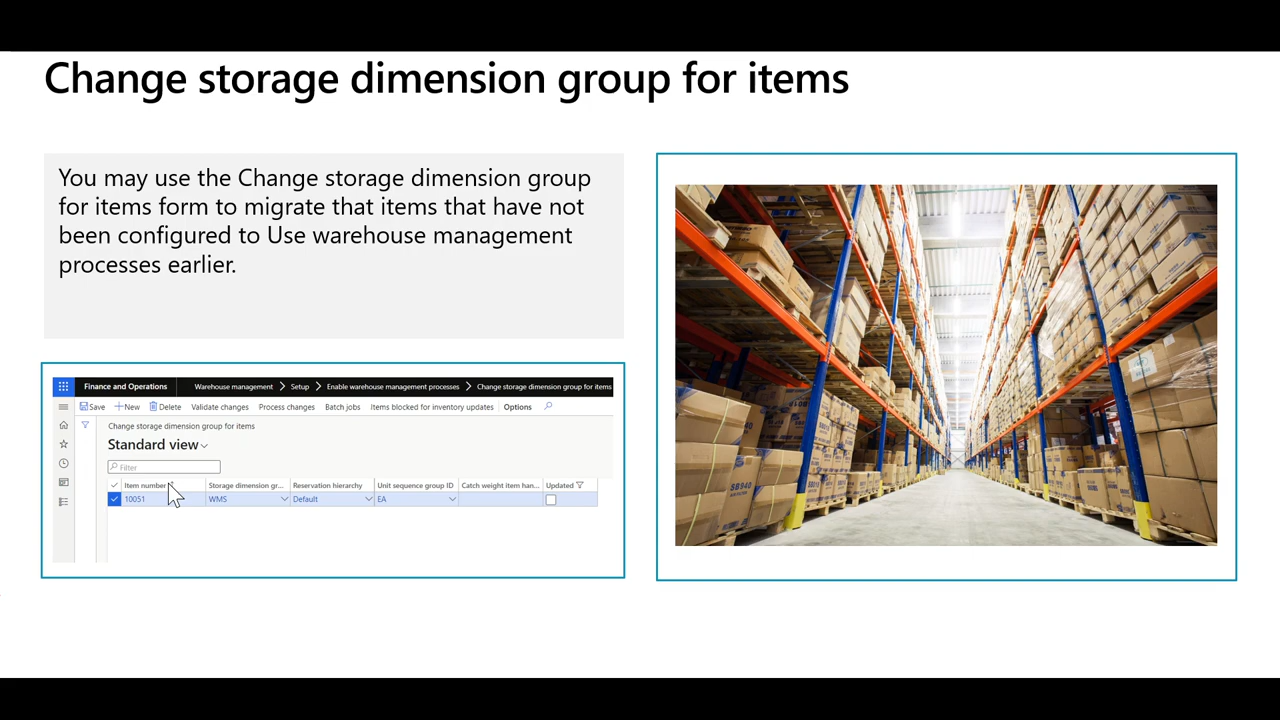 Change storage dimension group for items
You may use the Change storage dimension group
for items form to migrate that items that have not
been configured to Use warehouse management
processes earlier.
Finance and Operations Warehouse management > Setup > Enable warehouse management processes > Change storage dimension group for items
Save New Delete Validate changes Process changes Batch jobs Items blocked for inventory updates Options
Change storage dimension group for items
Standard view
Filter
Item number Storage dimension gr... Reservation hierarchy Unit sequence group ID Catch weight item han... Updated
10051 WMS Default EA
SB940